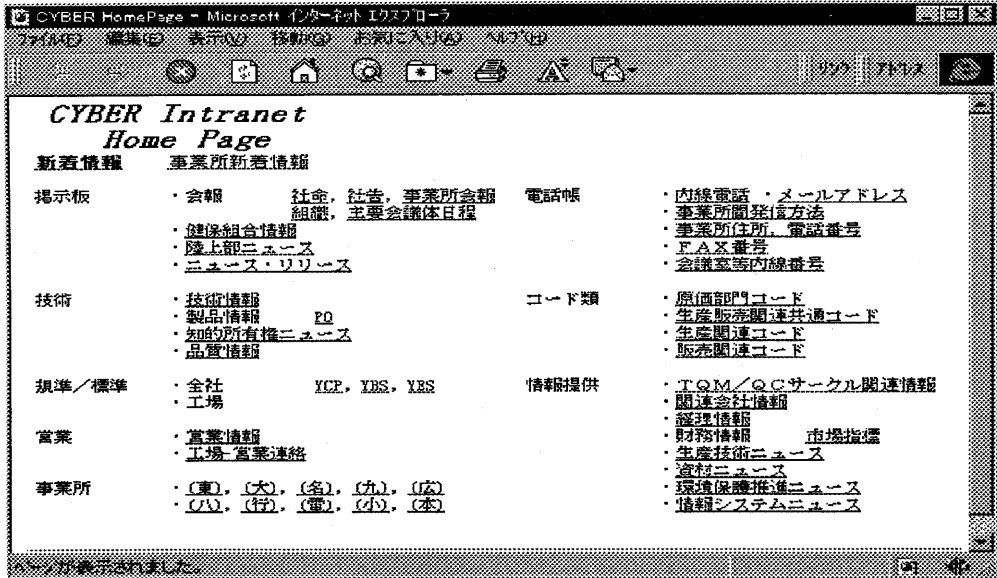 CYBER HomePage - Microsoft インターネット エクスプローラ
ファイル(F) 編集(E) 表示(V) 移動(G) お気に入り(A) ヘルプ(H)
リンク アドレス
CYBER Intranet
Home Page
新着情報 事業所新着情報
掲示板 ・会報 社命, 社告, 事業所会報
組織, 主要会議体日程
・健保組合情報
・陸上部ニュース
・ニュース・リリース
電話帳 ・内線電話 ・メールアドレス
・事業所間発信方法
・事業所住所, 電話番号
・FAX番号
・会議室等内線番号
技術 ・技術情報
・製品情報 PQ
・知的所有権ニュース
・品質情報
コード類 ・原価部門コード
・生産販売関連共通コード
・生産関連コード
・販売関連コード
規準/標準 ・全社 YCP, YBS, YES
・工場
営業 ・営業情報
・工場-営業連絡
事業所 ・(東), (大), (名), (九), (広)
・(八), (行), (電), (小), (本)
情報提供 ・TQM/QCサークル関連情報
・関連会社情報
・経理情報
・財務情報 市場指標
・生産技術ニュース
・資材ニュース
・環境保護推進ニュース
・情報システムニュース
ページが表示されました。